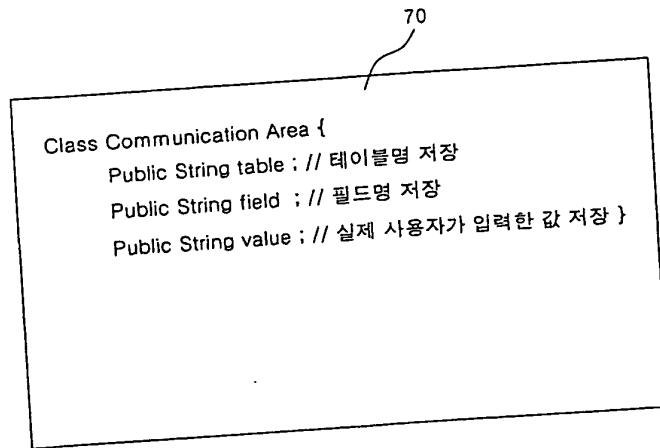 70
Class Communication Area {
Public String table ; // 테이블명 저장
Public String field ; // 필드명 저장
Public String value ; // 실제 사용자가 입력한 값 저장 }